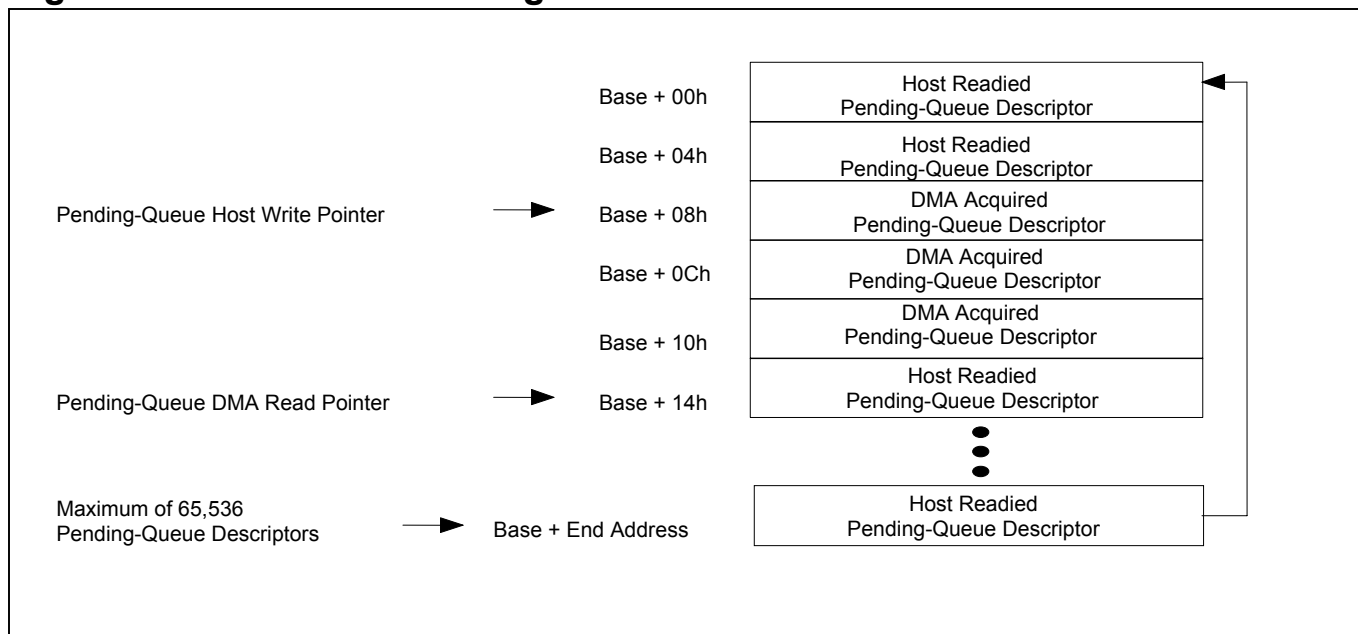 Base + 00h
Host Readied
Pending-Queue Descriptor
Base + 04h
Host Readied
Pending-Queue Descriptor
Pending-Queue Host Write Pointer
Base + 08h
DMA Acquired
Pending-Queue Descriptor
Base + 0Ch
DMA Acquired
Pending-Queue Descriptor
Base + 10h
DMA Acquired
Pending-Queue Descriptor
Pending-Queue DMA Read Pointer
Base + 14h
Host Readied
Pending-Queue Descriptor
Maximum of 65,536
Pending-Queue Descriptors
Base + End Address
Host Readied
Pending-Queue Descriptor